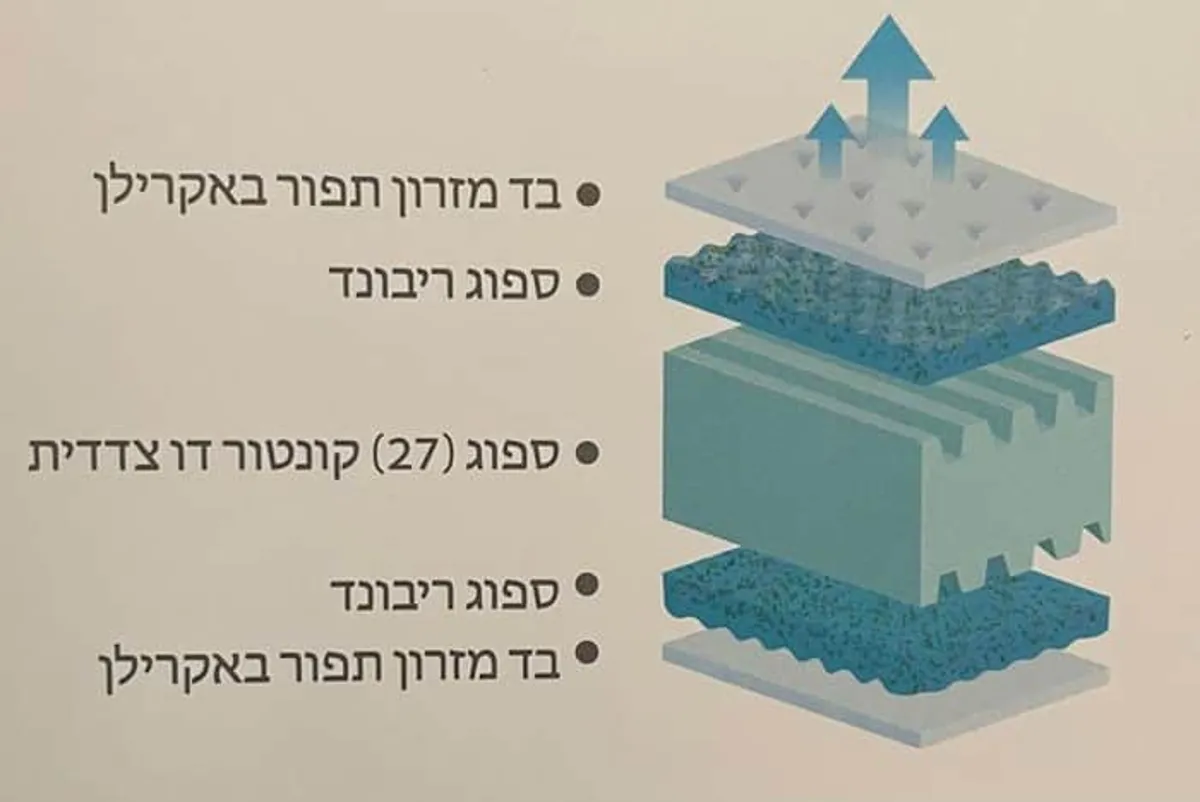 • בד מזרון תפור באקרילן
• ספוג ריבונד
• ספוג (27) קונטור דו צדדית
• ספוג ריבונד
• בד מזרון תפור באקרילן